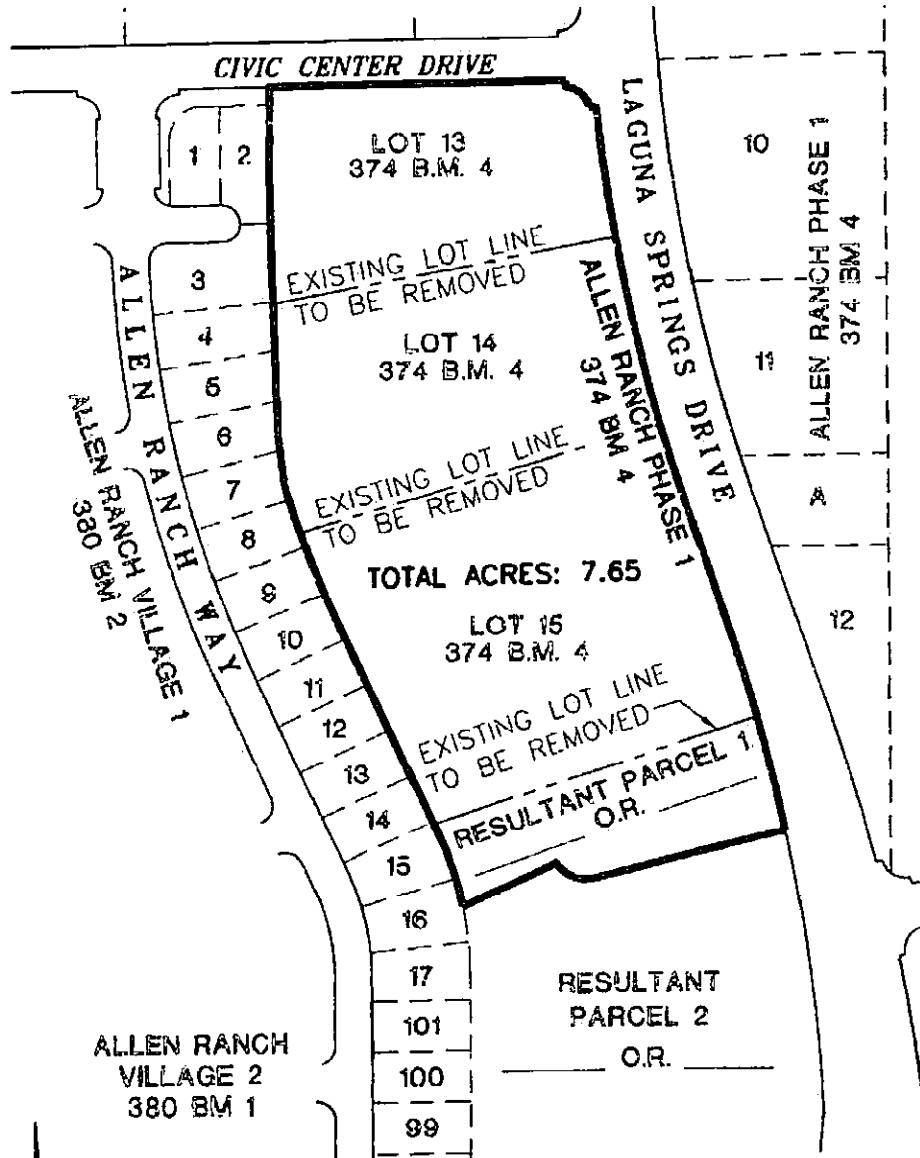 CIVIC CENTER DRIVE
LAGUNA SPRINGS DRIVE
1
2
LOT 13
374 B.M. 4
10
ALLEN RANCH PHASE 1
374 BM 4
EXISTING LOT LINE
TO BE REMOVED
ALLEN RANCH WAY
3
4
5
6
7
8
9
10
11
12
13
14
15
16
17
101
100
99
LOT 14
374 B.M. 4
ALLEN RANCH PHASE 1
374 BM 4
11
A
12
ALLEN RANCH VILLAGE 1
380 BM 2
EXISTING LOT LINE
TO BE REMOVED
TOTAL ACRES: 7.65
LOT 15
374 B.M. 4
EXISTING LOT LINE
TO BE REMOVED
RESULTANT PARCEL 1
O.R.
RESULTANT
PARCEL 2
O.R.
ALLEN RANCH
VILLAGE 2
380 BM 1